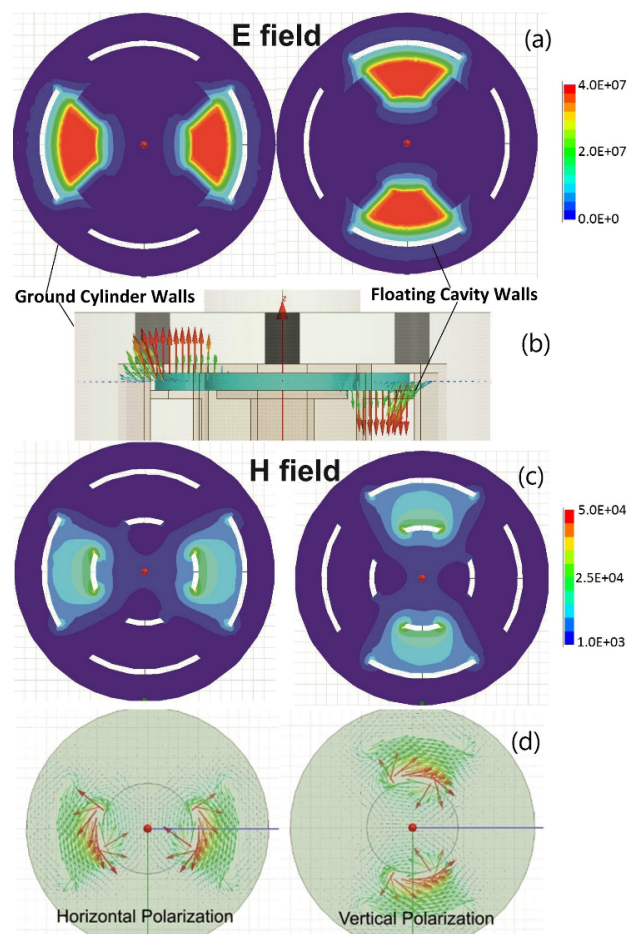 E field
(a)
4.0E+07
2.0E+07
0.0E+0
Ground Cylinder Walls
Floating Cavity Walls
z
(b)
H field
(c)
5.0E+04
2.5E+04
1.0E+03
(d)
Horizontal Polarization
Vertical Polarization